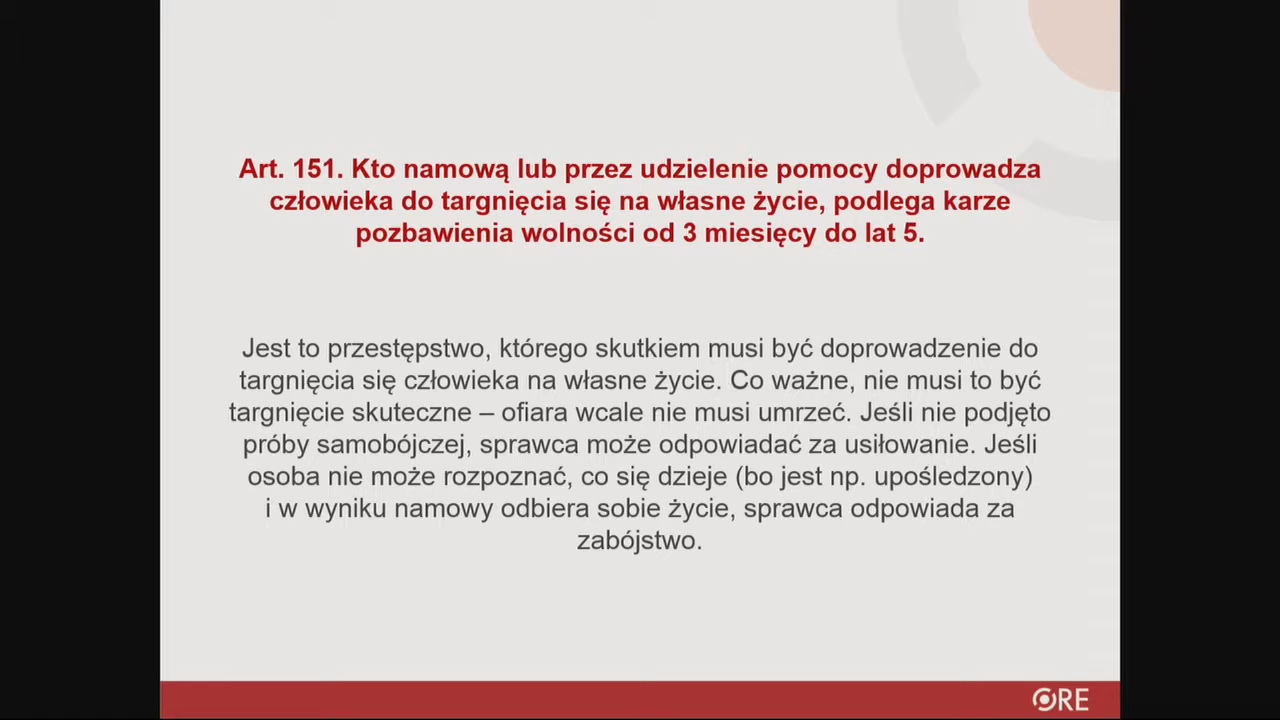 Art. 151. Kto namową lub przez udzielenie pomocy doprowadza
człowieka do targnięcia się na własne życie, podlega karze
pozbawienia wolności od 3 miesięcy do lat 5.
Jest to przestępstwo, którego skutkiem musi być doprowadzenie do
targnięcia się człowieka na własne życie. Co ważne, nie musi to być
targnięcie skuteczne – ofiara wcale nie musi umrzeć. Jeśli nie podjęto
próby samobójczej, sprawca może odpowiadać za usiłowanie. Jeśli
osoba nie może rozpoznać, co się dzieje (bo jest np. upośledzony)
i w wyniku namowy odbiera sobie życie, sprawca odpowiada za
zabójstwo.
ORE